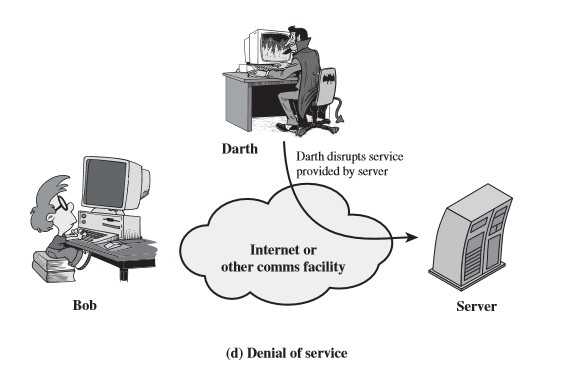 Darth
Darth disrupts service
provided by server
Internet or
other comms facility
Bob
Server
(d) Denial of service